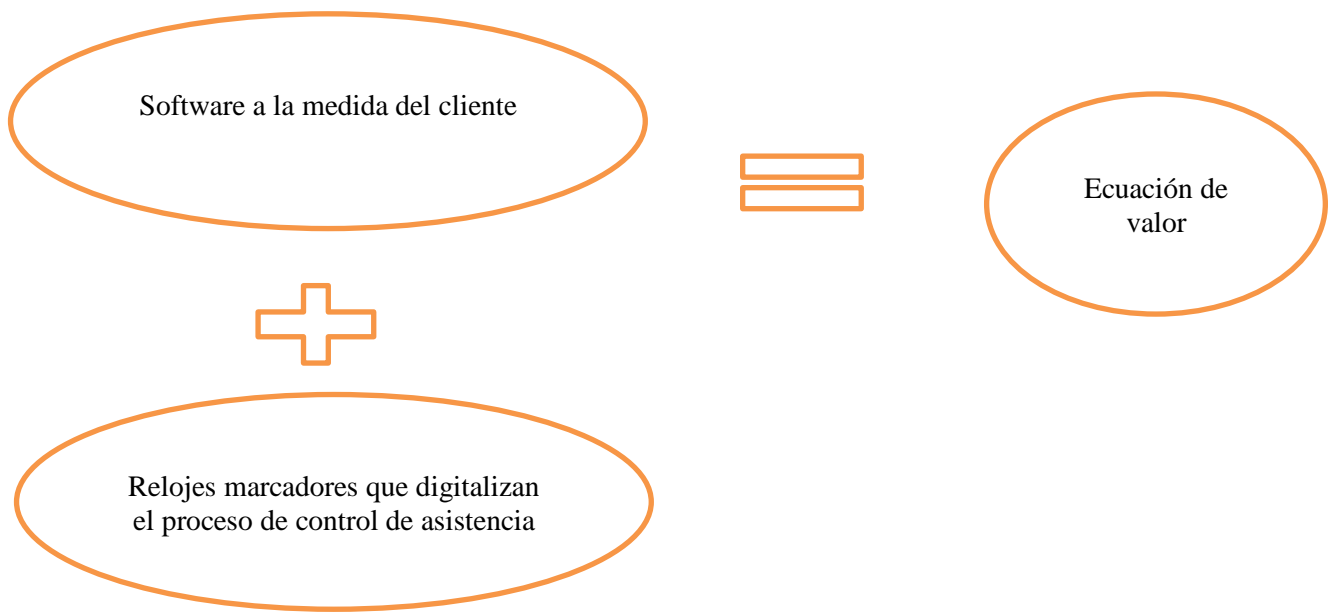 Software a la medida del cliente
Ecuación de
valor
Relojes marcadores que digitalizan
el proceso de control de asistencia